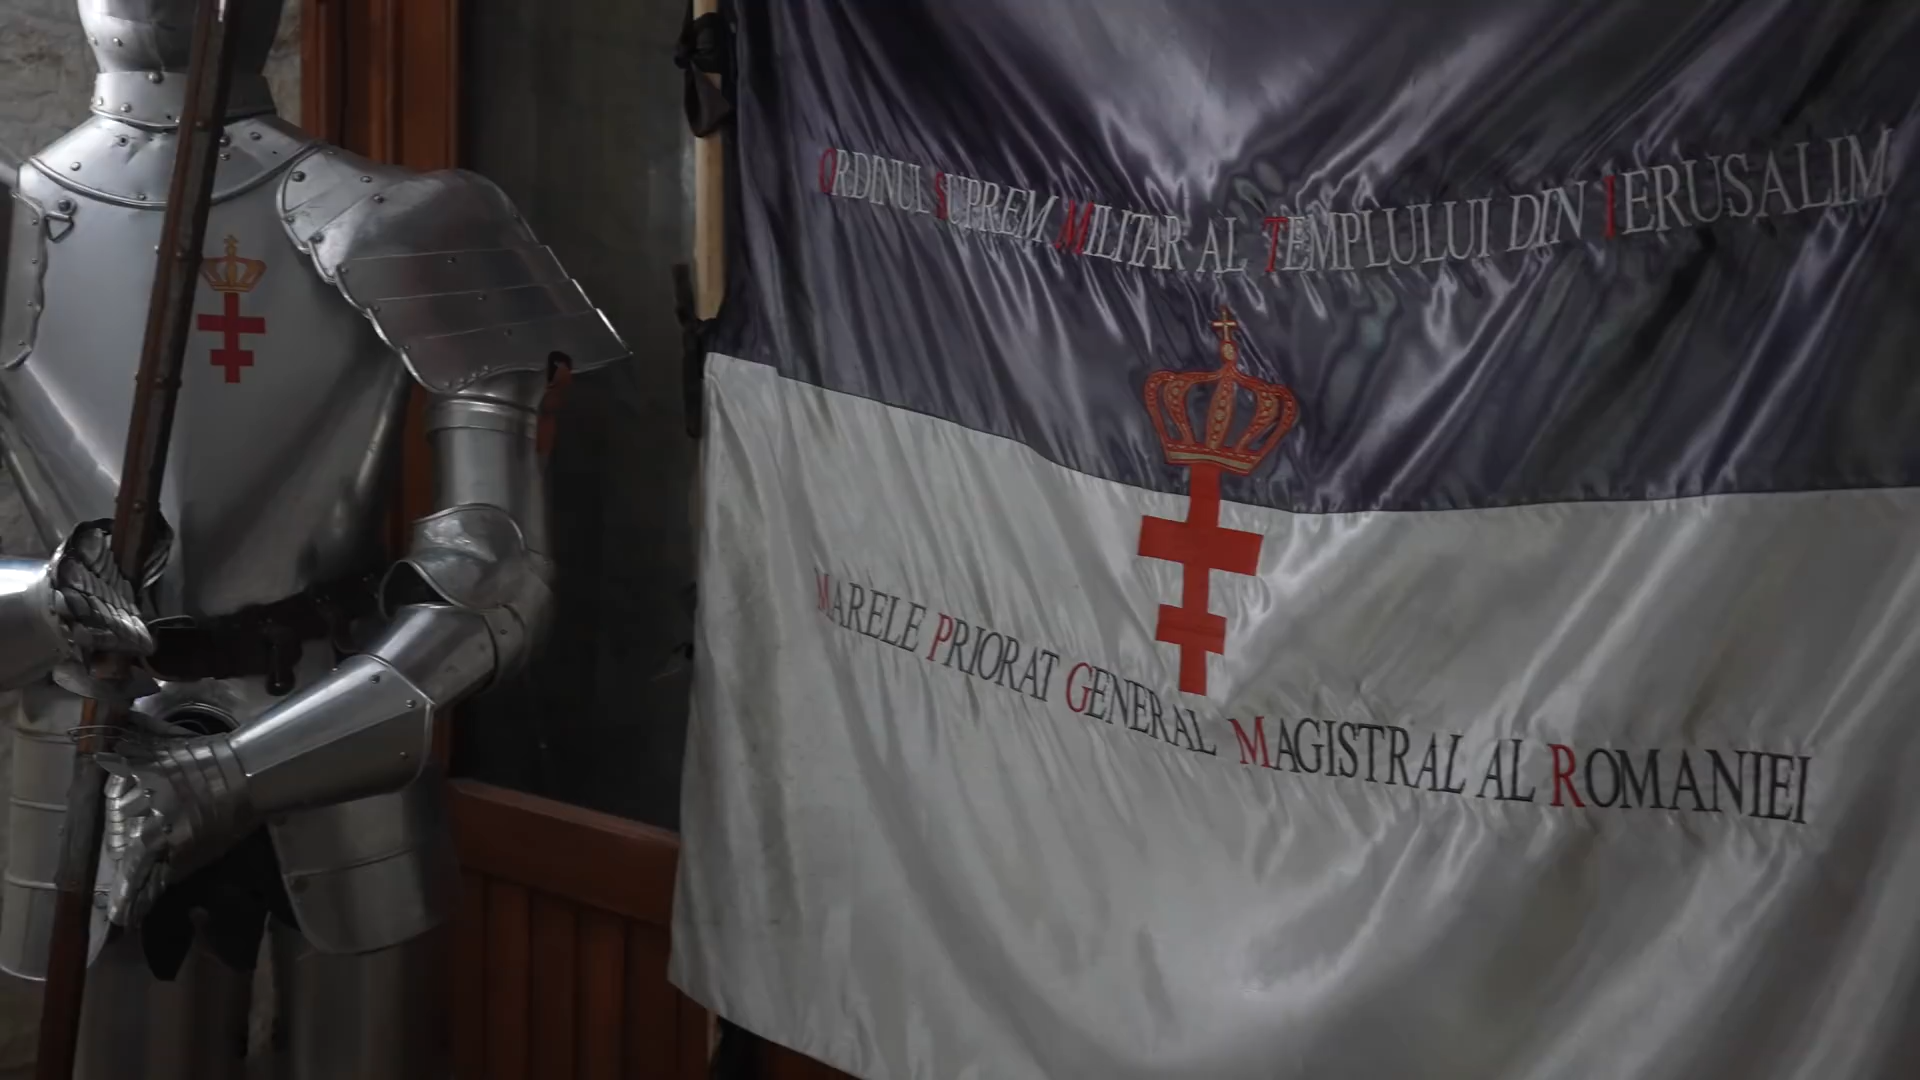 ORDINUL SUPREM MILITAR AL TEMPLULUI DIN IERUSALIM
MARELE PRIORAT GENERAL MAGISTRAL AL ROMANIEI